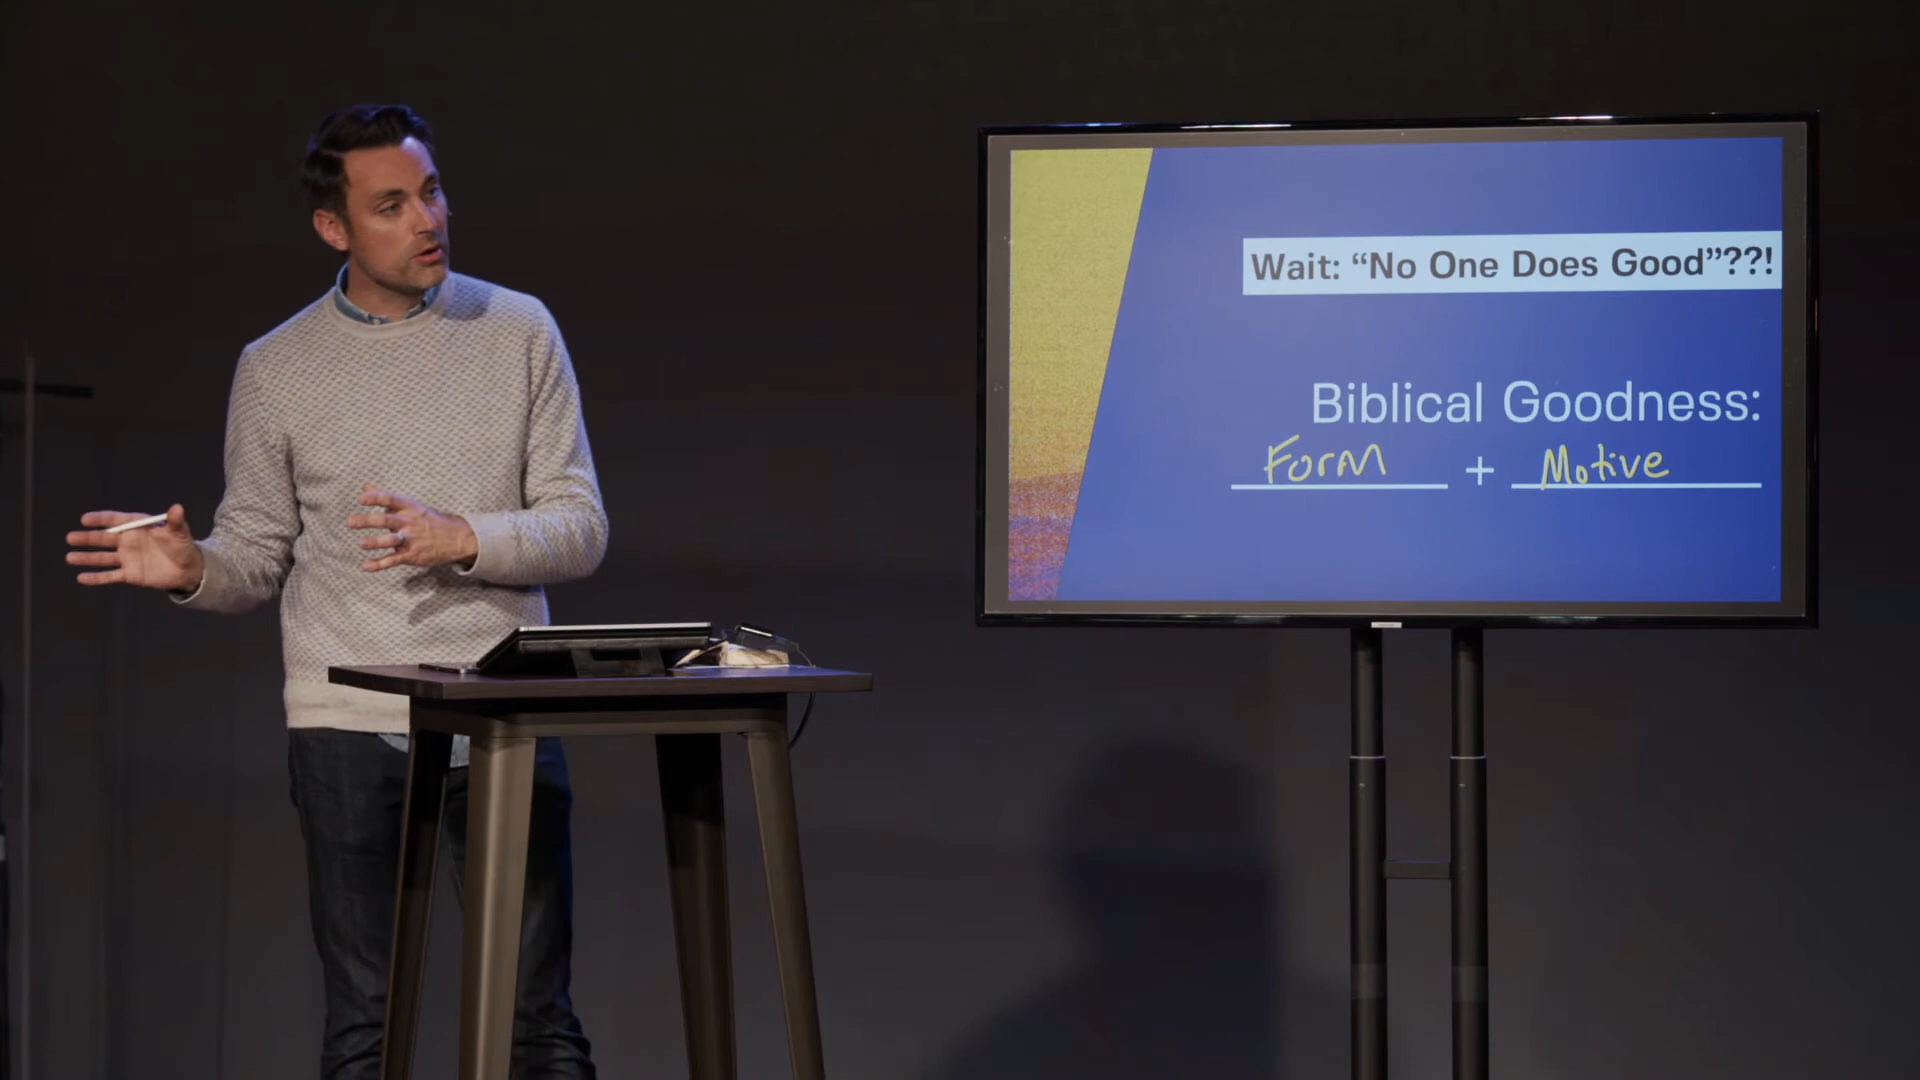 Wait: “No One Does Good”??!
Biblical Goodness:
Form + Motive